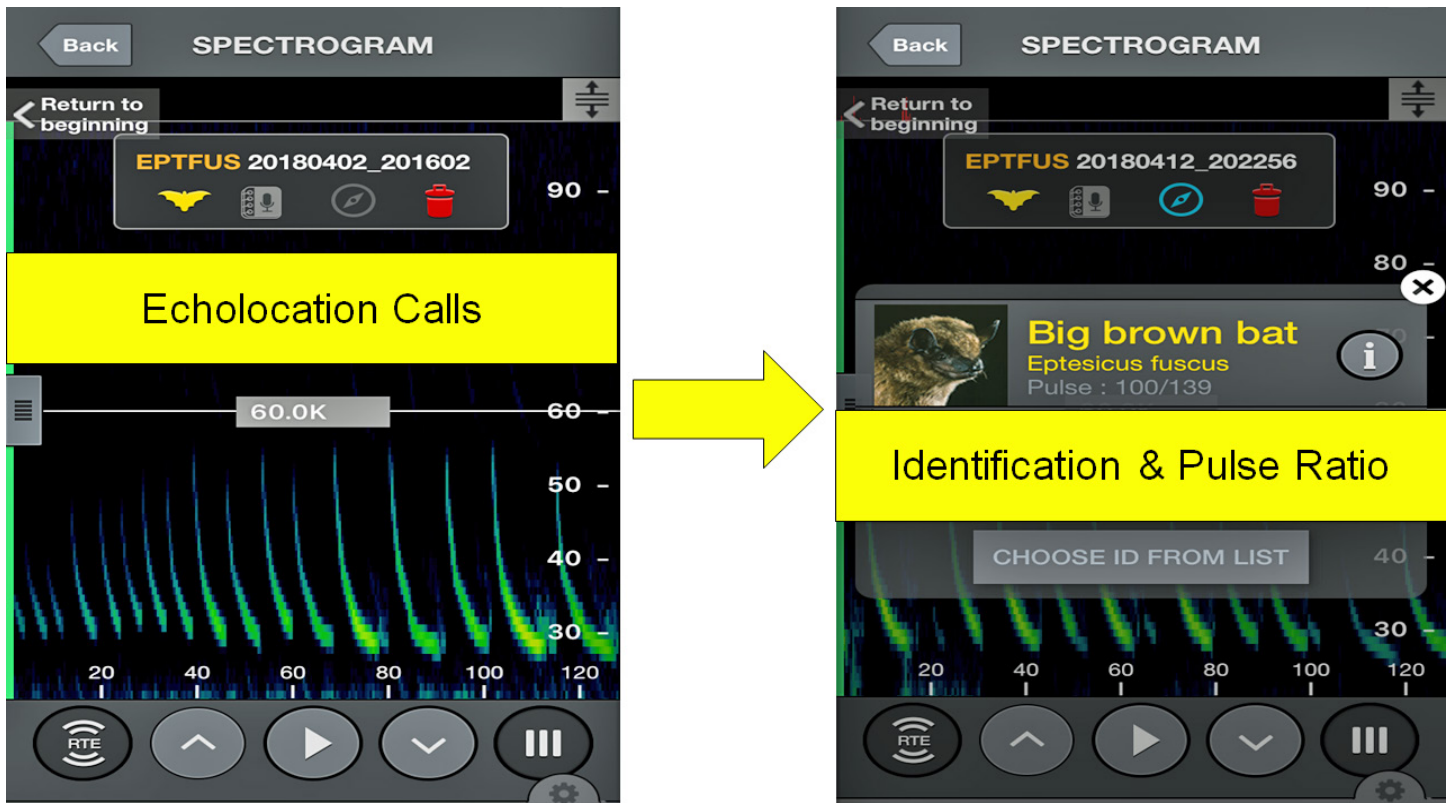 Back
SPECTROGRAM
Return to
beginning
EPTFUS 20180402_201602
90
Echolocation Calls
60.0K
60
50
40
30
20 40 60 80 100 120
RTE
Back
SPECTROGRAM
Return to
beginning
EPTFUS 20180412_202256
90
80
Big brown bat
Eptesicus fuscus
i
Pulse : 100/139
Identification & Pulse Ratio
CHOOSE ID FROM LIST
40
30
20 40 60 80 100 120
RTE